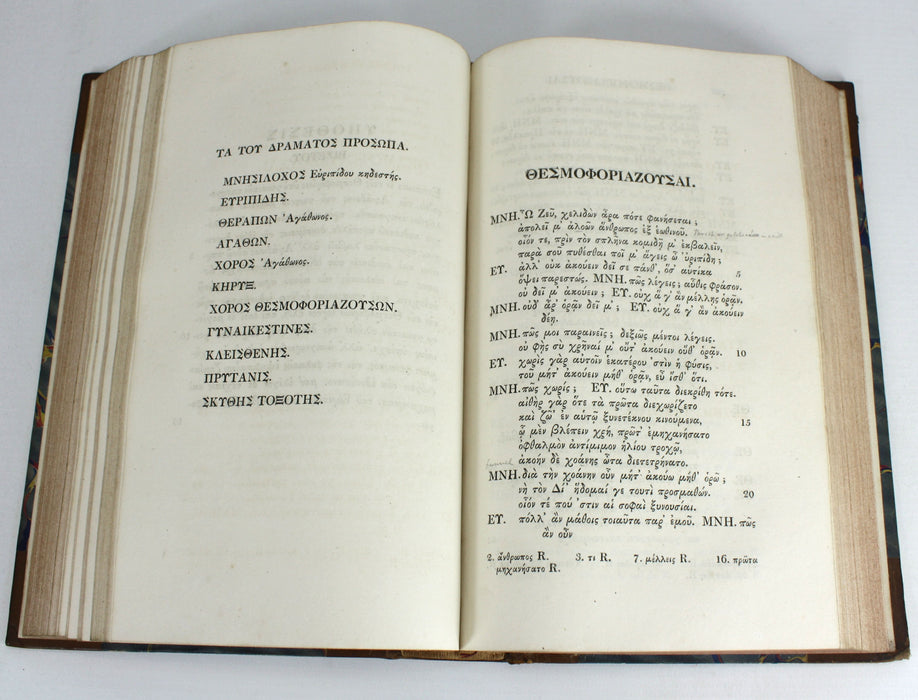 ΤΑ ΤΟΥ ΔΡΑΜΑΤΟΣ ΠΡΟΣΩΠΑ.
ΜΝΗΣΙΛΟΧΟΣ Εὐριπίδου κηδεστής.
ΕΥΡΙΠΙΔΗΣ.
ΘΕΡΑΠΩΝ Ἀγάθωνος.
ΑΓΑΘΩΝ.
ΧΟΡΟΣ Ἀγάθωνος.
ΚΗΡΥΞ.
ΧΟΡΟΣ ΘΕΣΜΟΦΟΡΙΑΖΟΥΣΩΝ.
ΓΥΝΑΙΚΕΣΤΙΝΕΣ.
ΚΛΕΙΣΘΕΝΗΣ.
ΠΡΥΤΑΝΙΣ.
ΣΚΥΘΗΣ ΤΟΞΟΤΗΣ.
ΘΕΣΜΟΦΟΡΙΑΖΟΥΣΑΙ.
ΜΝΗ. Ὦ Ζεῦ, χελιδὼν ἆρα πότε φανήσεται;
ἀπολεῖ μ' ἀλοῶν ἄνθρωπος ἐξ ἑωθινοῦ.
οἷόν τε, πρὶν τὸν σπλῆνα κομιδῇ μ' ἐκβαλεῖν,
παρὰ σοῦ πυθέσθαι ποῖ μ' ἄγεις ὦ 'υριπίδη;
ΕΥ. ἀλλ' οὐκ ἀκούειν δεῖ σε πάνθ', ὅσ' αὐτίκα 5
ὄψει παρεστώς. ΜΝΗ. πῶς λέγεις; αὖθις φράσον.
οὐ δεῖ μ' ἀκούειν; ΕΥ. οὐχ ἅ γ' ἂν μέλλῃς ὁρᾶν.
ΜΝΗ. οὐδ' ἆρ' ὁρᾶν δεῖ μ'; ΕΥ. οὐχ ἅ γ' ἂν ἀκούειν
δέῃ.
ΜΝΗ. πῶς μοι παραινεῖς; δεξιῶς μέντοι λέγεις.
οὐ φῂς σὺ χρῆναί μ' οὔτ' ἀκούειν οὔθ' ὁρᾶν. 10
ΕΥ. χωρὶς γὰρ αὐτοῖν ἑκατέρου 'στὶν ἡ φύσις,
τοῦ μήτ' ἀκούειν μήθ' ὁρᾶν, εὖ ἴσθ' ὅτι.
ΜΝΗ. πῶς χωρίς; ΕΥ. οὕτω ταῦτα διεκρίθη τότε.
αἰθὴρ γὰρ ὅτε τὰ πρῶτα διεχωρίζετο
καὶ ζῶ' ἐν αὑτῷ ξυνετέκνου κινούμενα, 15
ᾧ μὲν βλέπειν χρή, πρῶτ' ἐμηχανήσατο
ὀφθαλμὸν ἀντίμιμον ἡλίου τροχῷ,
ἀκοὴν δὲ χοάνης ὦτα διετετρήνατο.
funnel
ΜΝΗ. διὰ τὴν χοάνην οὖν μήτ' ἀκούω μήθ' ὁρῶ;
νὴ τὸν Δί' ἥδομαί γε τουτὶ προσμαθών. 20
οἷόν τέ πού 'στιν αἱ σοφαὶ ξυνουσίαι.
ΕΥ. πόλλ' ἂν μάθοις τοιαῦτα παρ' ἐμοῦ. ΜΝΗ. πῶς
ἂν οὖν
2. ἄνθρωπος R. 3. τι R. 7. μέλλεις R. 16. πρῶτα
μηχανήσατο R.